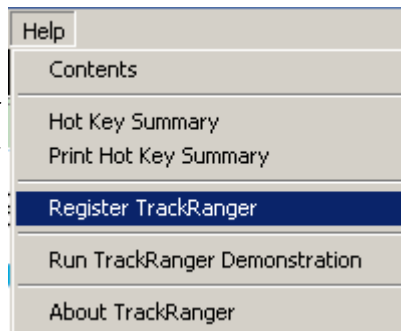 Help
Contents
Hot Key Summary
Print Hot Key Summary
Register TrackRanger
Run TrackRanger Demonstration
About TrackRanger